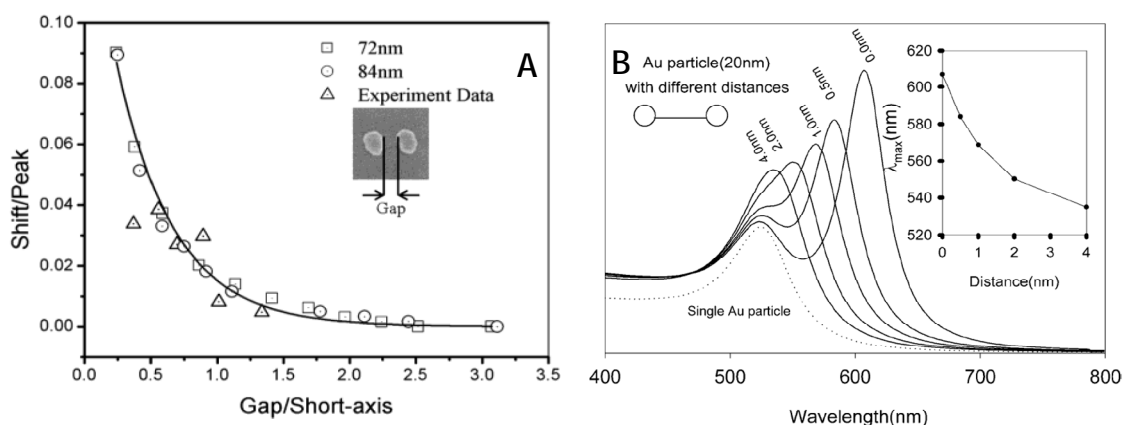 A
72nm
84nm
Experiment Data
Gap
0.10
0.08
0.06
0.04
0.02
0.00
Shift/Peak
0.0 0.5 1.0 1.5 2.0 2.5 3.0 3.5
Gap/Short-axis
B
Au particle(20nm)
with different distances
4.0nm
2.0nm
1.0nm
0.5nm
0.0nm
Single Au particle
400 500 600 700 800
Wavelength(nm)
620
600
580
560
540
520
λmax(nm)
0 1 2 3 4
Distance(nm)